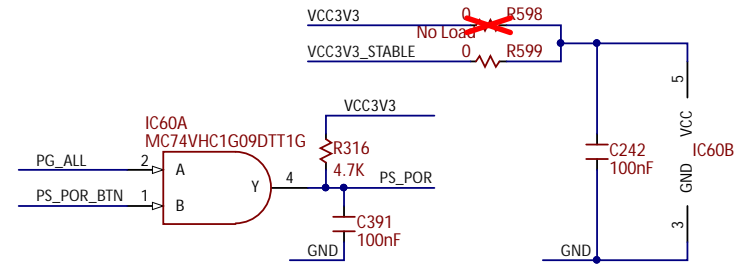 VCC3V3
0
R598
No Load
VCC3V3_STABLE
0
R599
VCC3V3
5
IC60A
MC74VHC1G09DTT1G
R316
4.7K
C242
100nF
VCC
IC60B
GND
PG_ALL
2
A
Y
4
PS_POR
PS_POR_BTN
1
B
C391
100nF
3
GND
GND